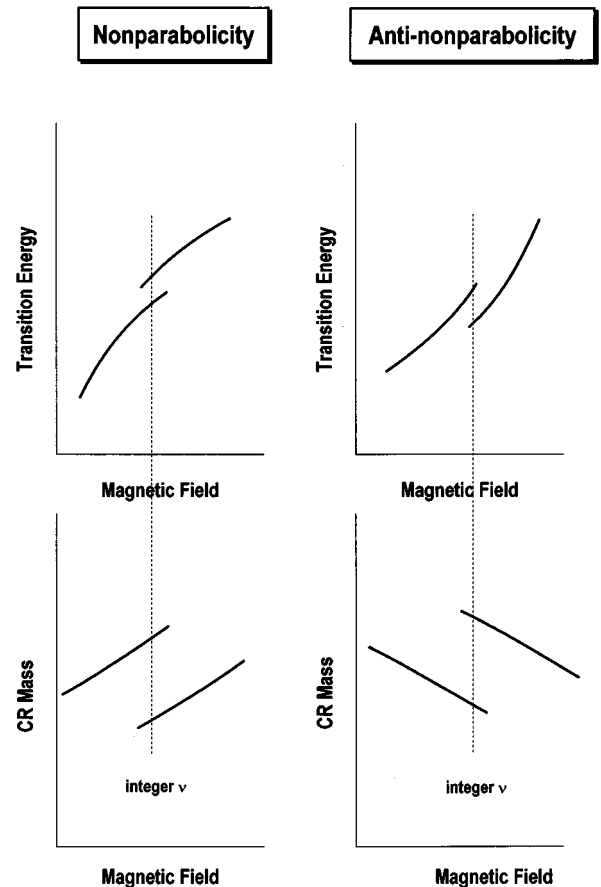 Nonparabolicity
Anti-nonparabolicity
Transition Energy
Magnetic Field
Transition Energy
Magnetic Field
CR Mass
integer ν
Magnetic Field
CR Mass
integer ν
Magnetic Field